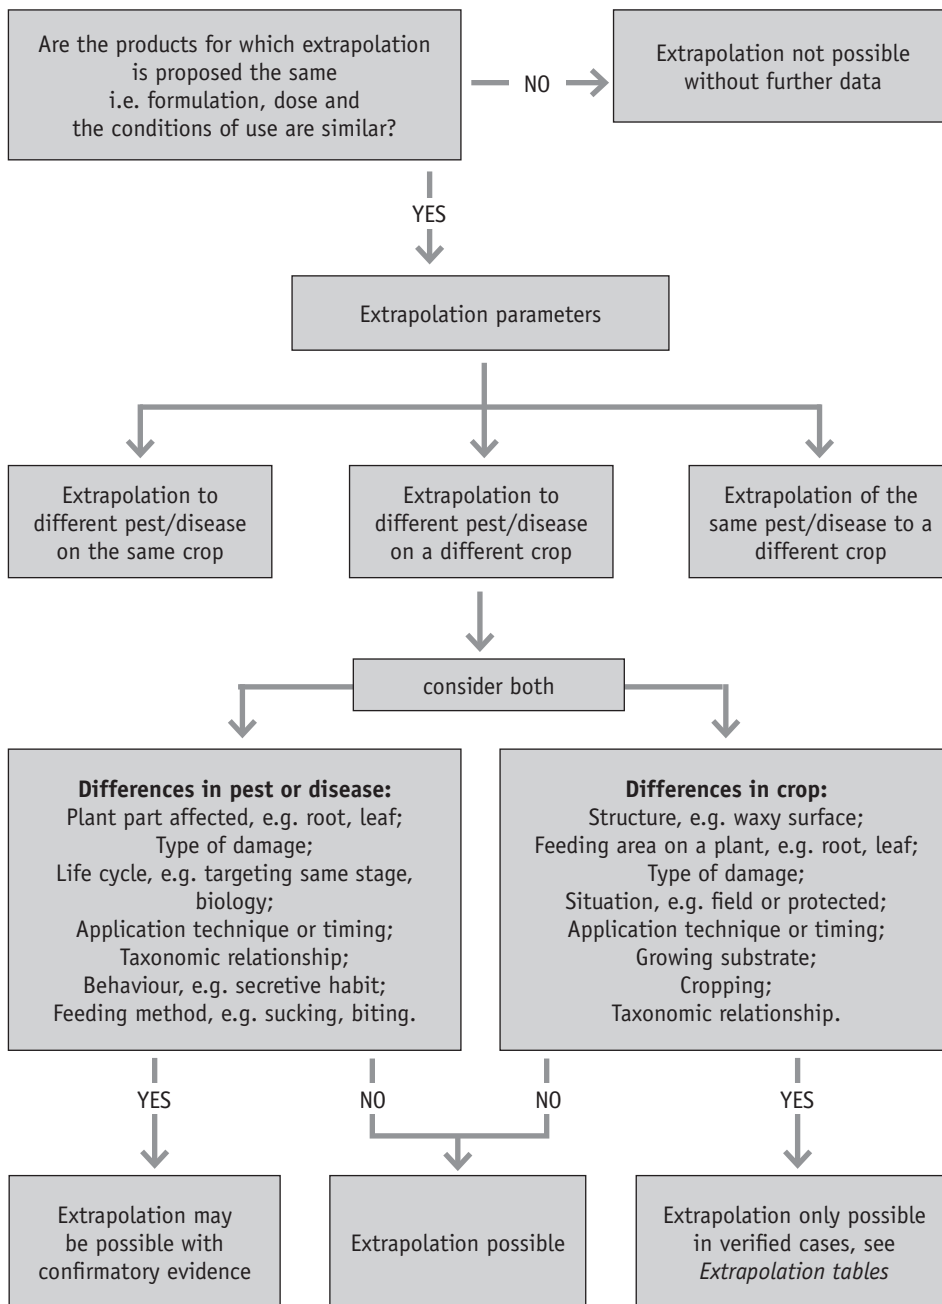 Are the products for which extrapolation
is proposed the same
i.e. formulation, dose and
the conditions of use are similar?
NO
Extrapolation not possible
without further data
YES
Extrapolation parameters
Extrapolation to
different pest/disease
on the same crop
Extrapolation to
different pest/disease
on a different crop
Extrapolation of the
same pest/disease to a
different crop
consider both
Differences in pest or disease:
Plant part affected, e.g. root, leaf;
Type of damage;
Life cycle, e.g. targeting same stage,
biology;
Application technique or timing;
Taxonomic relationship;
Behaviour, e.g. secretive habit;
Feeding method, e.g. sucking, biting.
Differences in crop:
Structure, e.g. waxy surface;
Feeding area on a plant, e.g. root, leaf;
Type of damage;
Situation, e.g. field or protected;
Application technique or timing;
Growing substrate;
Cropping;
Taxonomic relationship.
YES
NO
NO
YES
Extrapolation may
be possible with
confirmatory evidence
Extrapolation possible
Extrapolation only possible
in verified cases, see
Extrapolation tables